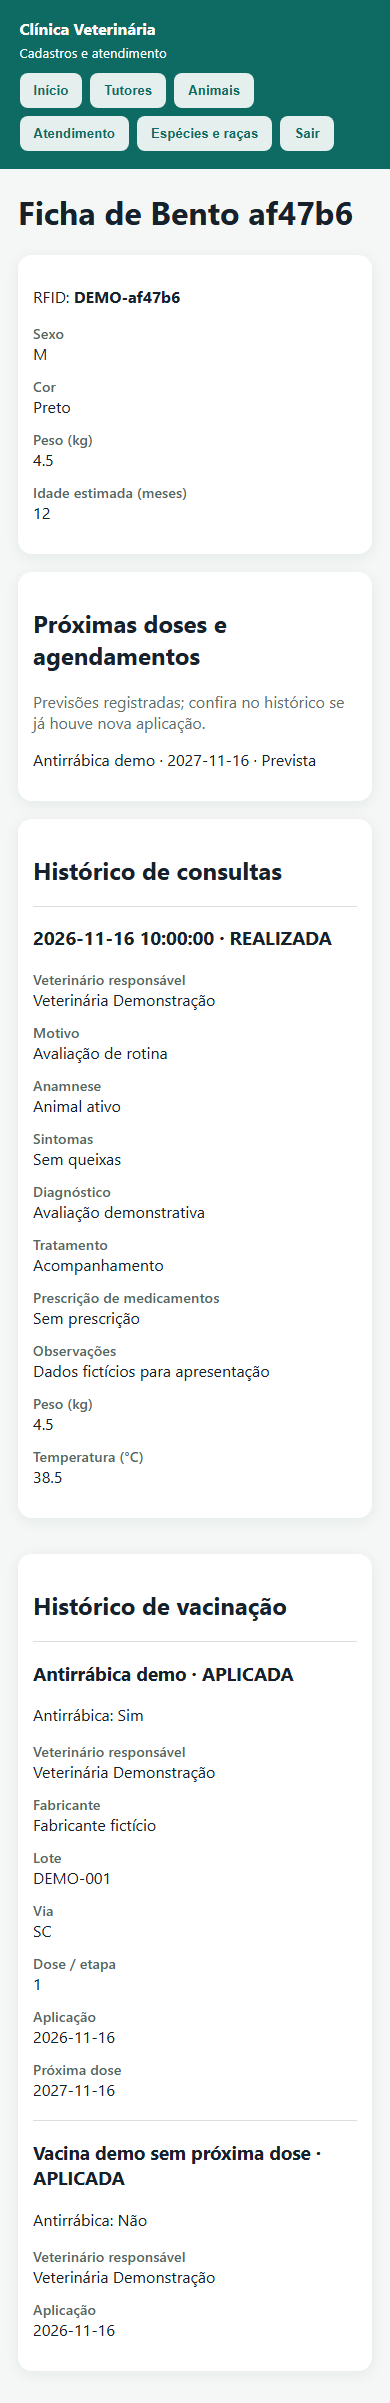 Clínica Veterinária
Cadastros e atendimento
Início Tutores Animais
Atendimento Espécies e raças Sair
Ficha de Bento af47b6
RFID: DEMO-af47b6
Sexo
M
Cor
Preto
Peso (kg)
4.5
Idade estimada (meses)
12
Próximas doses e
agendamentos
Previsões registradas; confira no histórico se
já houve nova aplicação.
Antirrábica demo · 2027-11-16 · Prevista
Histórico de consultas
2026-11-16 10:00:00 · REALIZADA
Veterinário responsável
Veterinária Demonstração
Motivo
Avaliação de rotina
Anamnese
Animal ativo
Sintomas
Sem queixas
Diagnóstico
Avaliação demonstrativa
Tratamento
Acompanhamento
Prescrição de medicamentos
Sem prescrição
Observações
Dados fictícios para apresentação
Peso (kg)
4.5
Temperatura (°C)
38.5
Histórico de vacinação
Antirrábica demo · APLICADA
Antirrábica: Sim
Veterinário responsável
Veterinária Demonstração
Fabricante
Fabricante fictício
Lote
DEMO-001
Via
SC
Dose / etapa
1
Aplicação
2026-11-16
Próxima dose
2027-11-16
Vacina demo sem próxima dose ·
APLICADA
Antirrábica: Não
Veterinário responsável
Veterinária Demonstração
Aplicação
2026-11-16